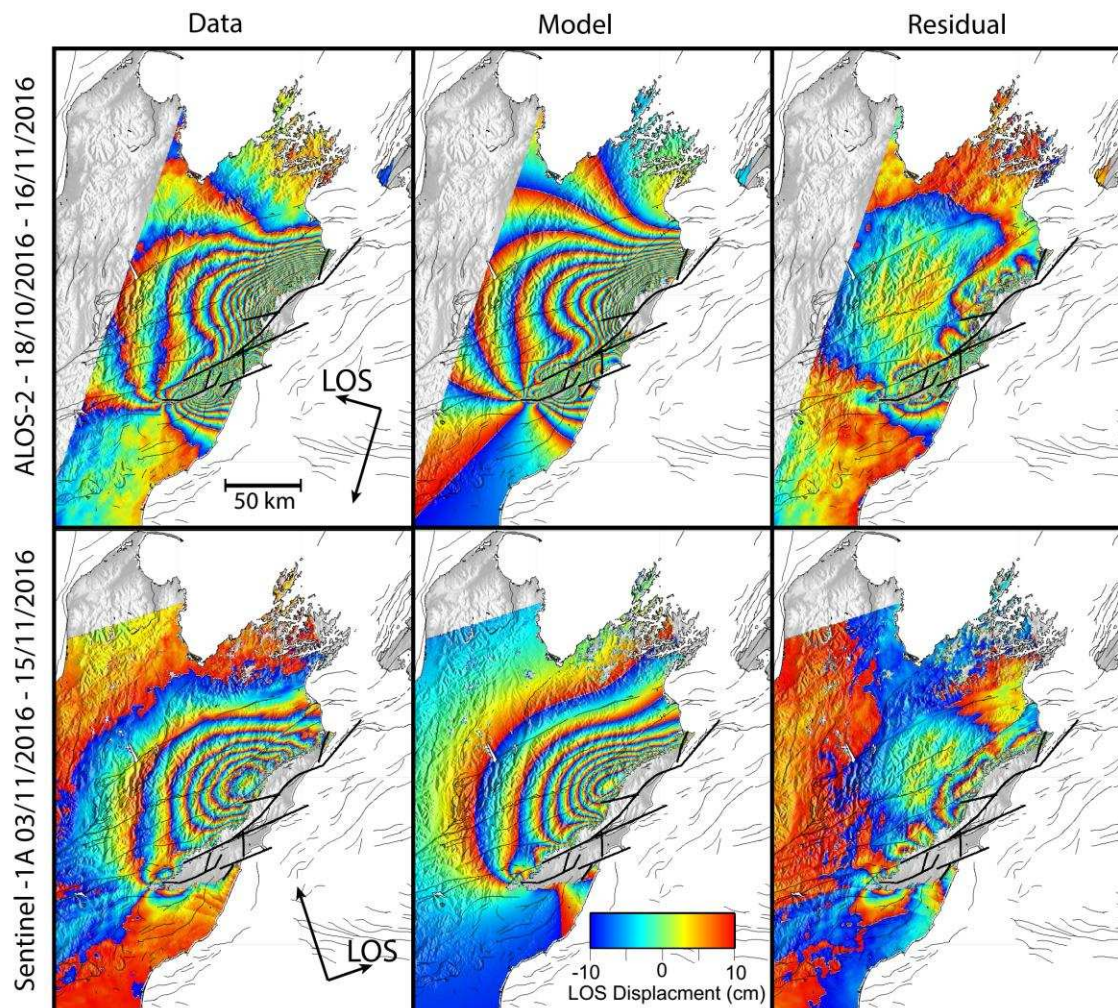 Data
Model
Residual
ALOS-2 - 18/10/2016 - 16/11/2016
LOS
50 km
Sentinel -1A 03/11/2016 - 15/11/2016
LOS
-10 0 10
LOS Displacment (cm)